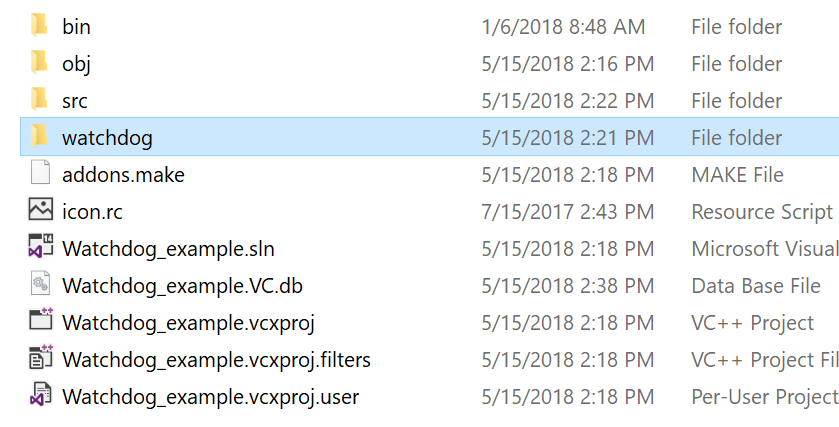 bin 1/6/2018 8:48 AM File folder
obj 5/15/2018 2:16 PM File folder
src 5/15/2018 2:22 PM File folder
watchdog 5/15/2018 2:21 PM File folder
addons.make 5/15/2018 2:18 PM MAKE File
icon.rc 7/15/2017 2:43 PM Resource Script
Watchdog_example.sln 5/15/2018 2:18 PM Microsoft Visual
Watchdog_example.VC.db 5/15/2018 2:38 PM Data Base File
Watchdog_example.vcxproj 5/15/2018 2:18 PM VC++ Project
Watchdog_example.vcxproj.filters 5/15/2018 2:18 PM VC++ Project Fil
Watchdog_example.vcxproj.user 5/15/2018 2:18 PM Per-User Project